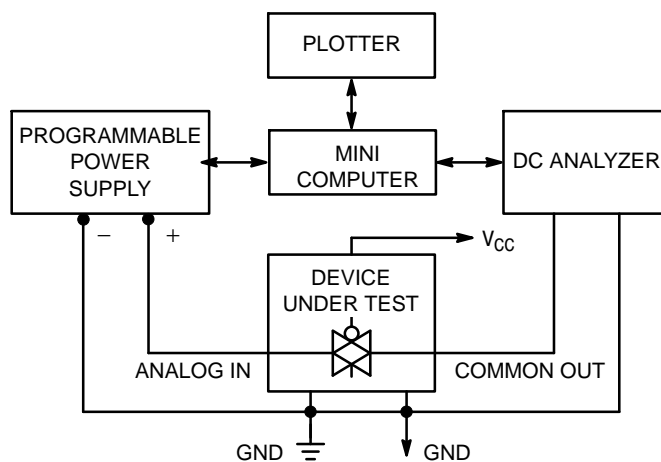 PLOTTER
PROGRAMMABLE
POWER
SUPPLY
MINI
COMPUTER
DC ANALYZER
– +
VCC
DEVICE
UNDER TEST
ANALOG IN
COMMON OUT
GND
GND